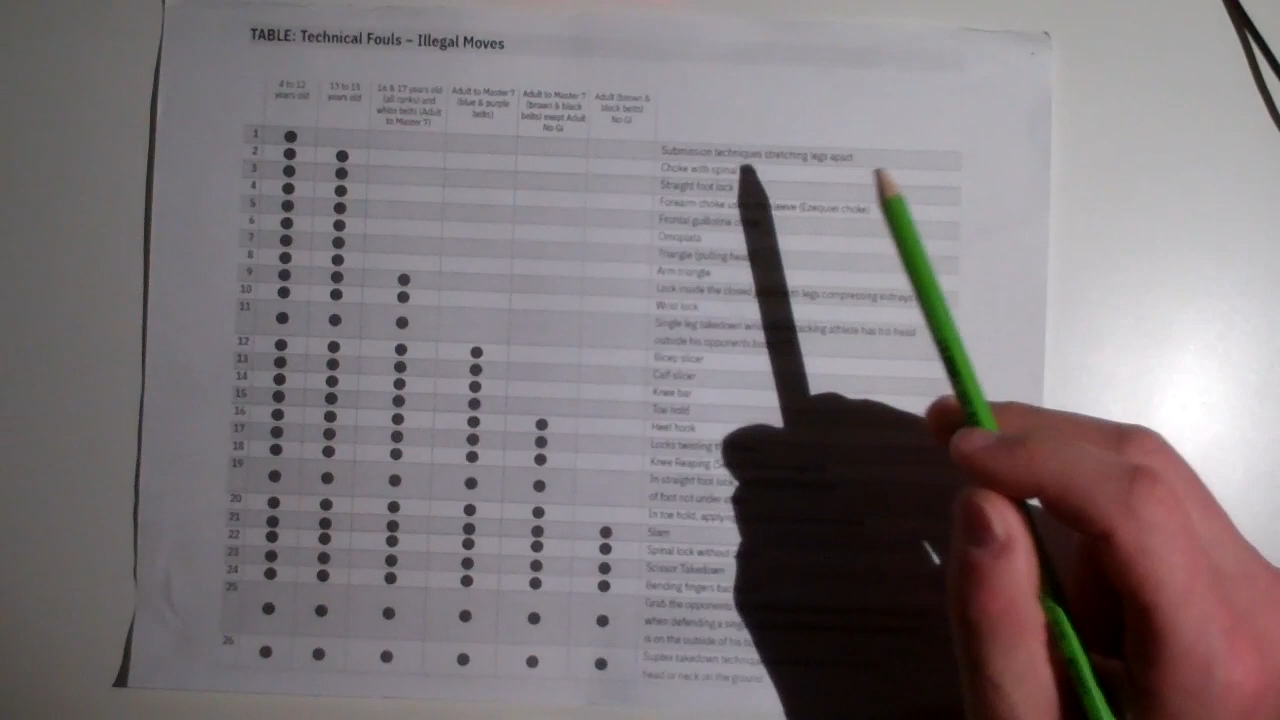 TABLE: Technical Fouls – Illegal Moves
4 to 12 years old
13 to 15 years old
16 & 17 years old (all ranks) and white belts (Adult to Master 7)
Adult to Master 7 (blue & purple belts)
Adult to Master 7 (brown & black belts) exept Adult No Gi
Adult (brown & black belts) No Gi
1 Submission techniques stretching legs apart
2 Choke with spinal
3 Straight foot lock
4 Forearm choke (Ezequiel choke)
5 Frontal guillotine
6 Omoplata
7 Triangle (pulling
8 Arm triangle
9 Lock inside the closed legs compressing kidneys
10 Wrist lock
11 Single leg takedown athlete has his head
outside his opponents
12 Bicep slicer
13 Calf slicer
14 Knee bar
15 Toe hold
16 Heel hook
17 Locks twisting
18 Knee Reaping
19 In straight foot lock
of foot not under
20 In toe hold, applying
21 Slam
22 Spinal lock without
23 Scissor Takedown
24 Bending fingers
25 Grab the opponents
when defending a
is on the outside of his
26 Suplex takedown
head or neck on the ground